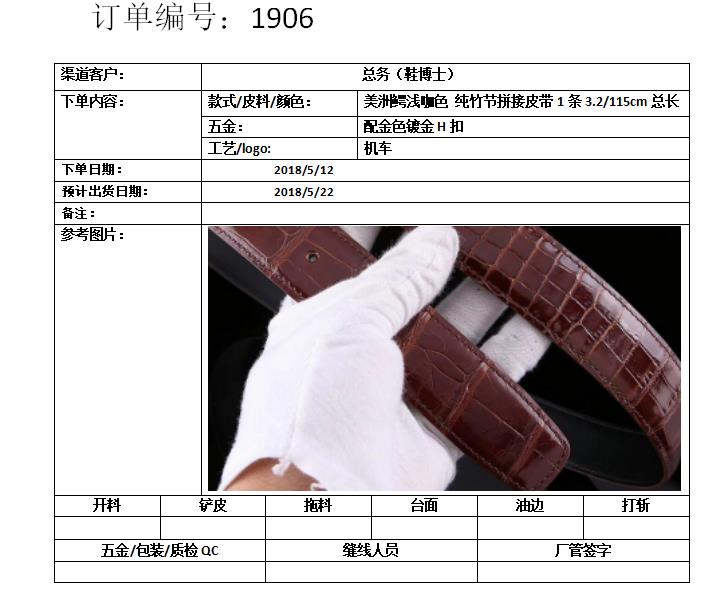 订单编号：1906
渠道客户： 总务（鞋博士）
下单内容： 款式/皮料/颜色： 美洲鳄浅咖色 纯竹节拼接皮带 1 条 3.2/115cm 总长
五金： 配金色镀金 H 扣
工艺/logo: 机车
下单日期： 2018/5/12
预计出货日期： 2018/5/22
备注：
参考图片：
开料 铲皮 拖料 台面 油边 打斩
五金/包装/质检 QC 缝线人员 厂管签字